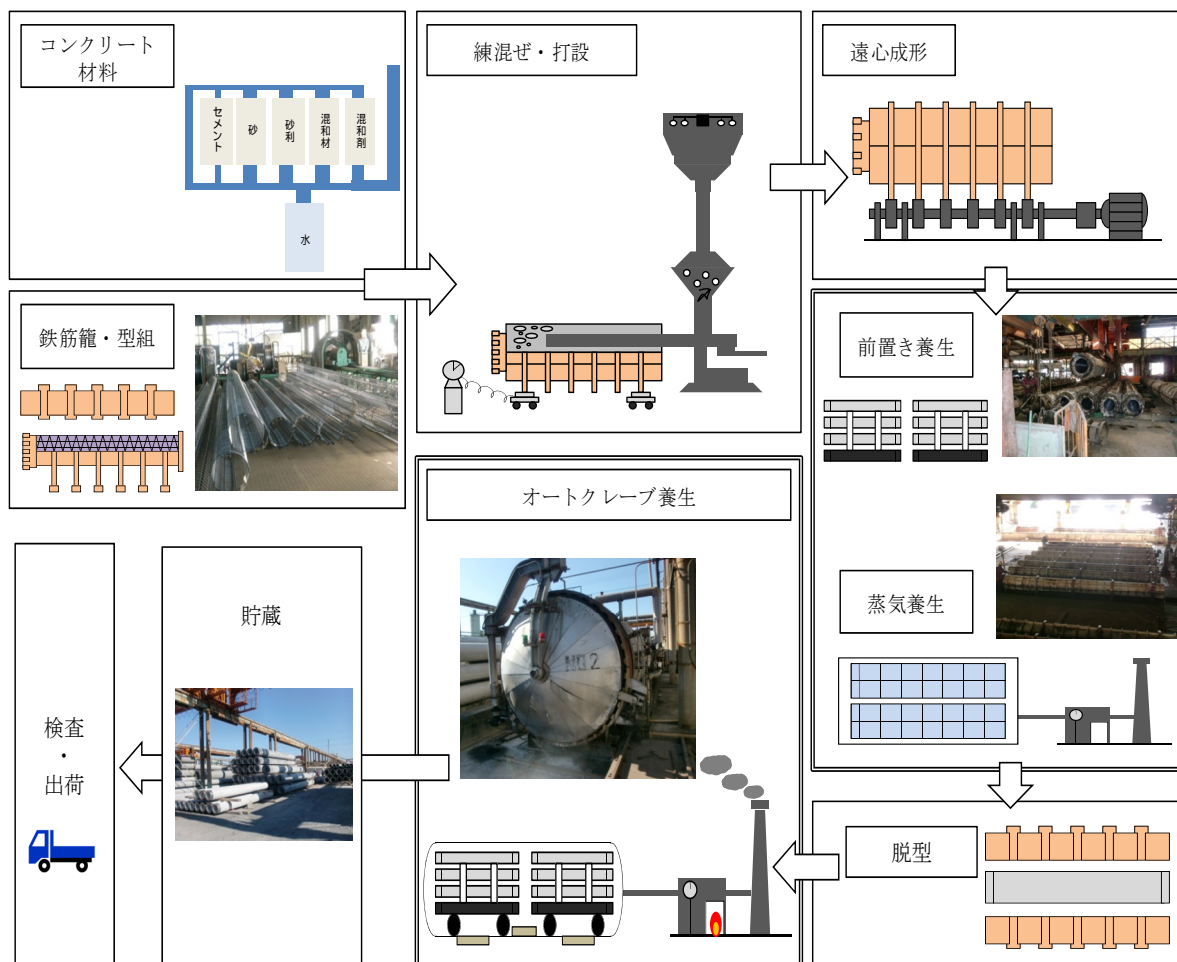 コンクリート
材料
セメント
砂
砂利
混和材
混和剤
水
鉄筋籠・型組
練混ぜ・打設
遠心成形
前置き養生
蒸気養生
脱型
オートクレーブ養生
NO.2
貯蔵
検査
・
出荷